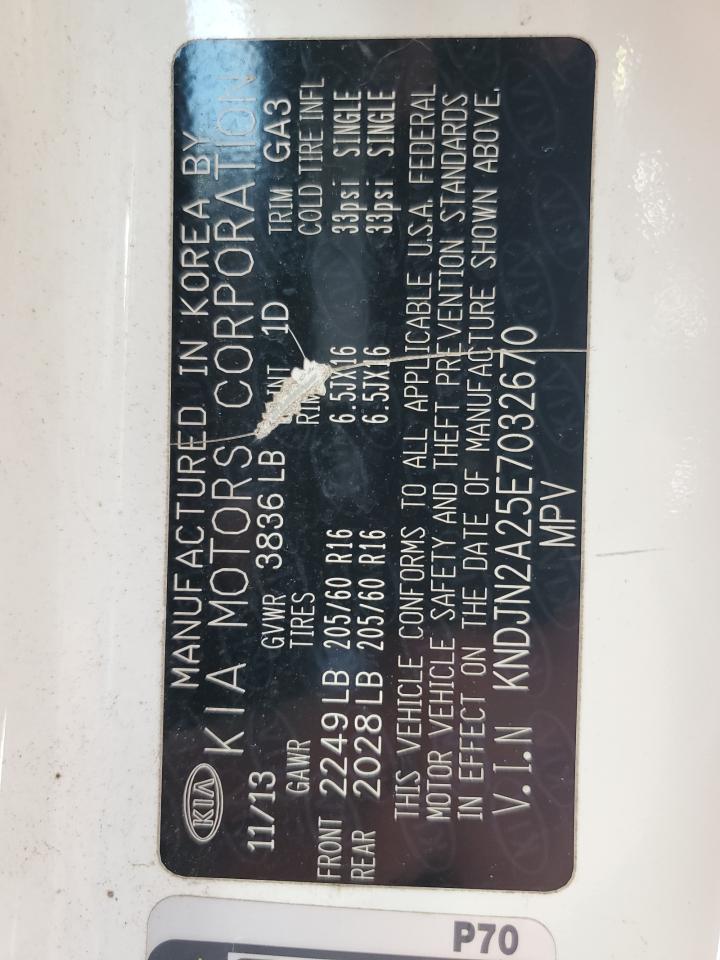 MANUFACTURED IN KOREA BY
KIA KIA MOTORS CORPORATION
11/13 GVWR 3836 LB 1D TRIM GA3
GAWR TIRES COLD TIRE INFL
FRONT 2249 LB 205/60 R16 6.5JX16 33psi SINGLE
REAR 2028 LB 205/60 R16 6.5JX16 33psi SINGLE
THIS VEHICLE CONFORMS TO ALL APPLICABLE U.S.A. FEDERAL
MOTOR VEHICLE SAFETY AND THEFT PREVENTION STANDARDS
IN EFFECT ON THE DATE OF MANUFACTURE SHOWN ABOVE.
V.I.N KNDJN2A25E7032670
MPV
P70